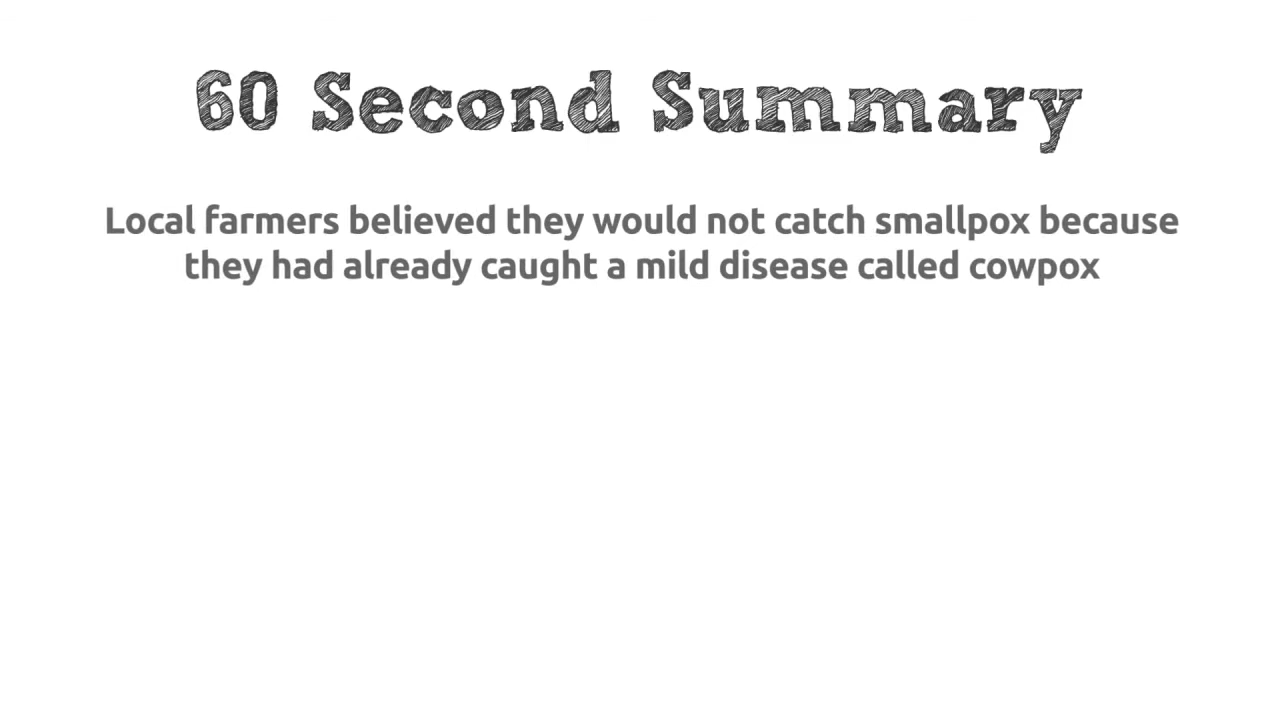 60 Second Summary
Local farmers believed they would not catch smallpox because
they had already caught a mild disease called cowpox